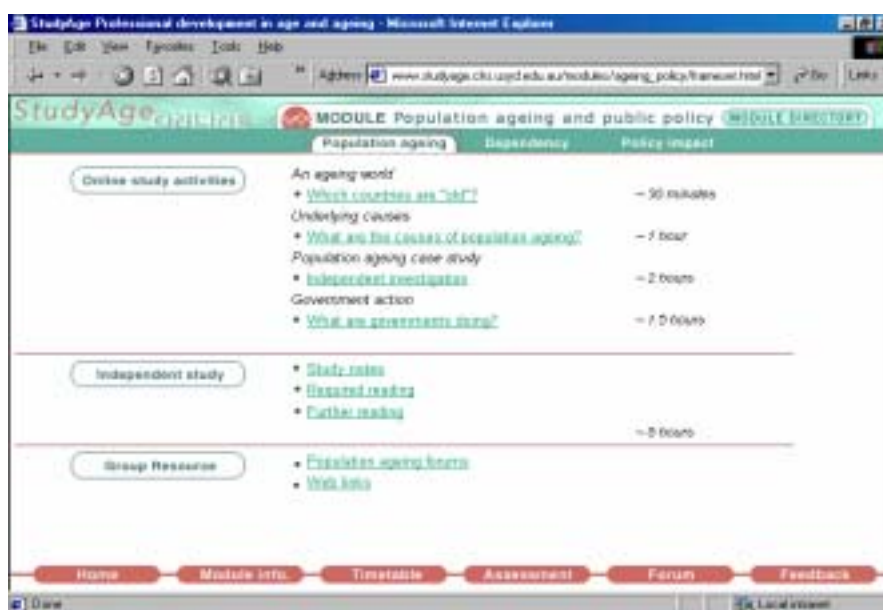 StudyAge Professional development in age and ageing - Microsoft Internet Explorer
File Edit View Favorites Tools Help
Address www.studyage.chs.usyd.edu.au/modules/ageing_policy/frameset.html Go Links
StudyAge ONLINE MODULE Population ageing and public policy MODULE DIRECTORY
Population ageing Dependency Policy impact
Online study activities An ageing world
• Which countries are "old"? ~ 30 minutes
Underlying causes
• What are the causes of population ageing? ~ 1 hour
Population ageing case study
• Independent investigation ~ 2 hours
Government action
• What are governments doing? ~ 1.5 hours
Independent study • Study notes
• Required reading
• Further reading
hours
Group Resource • Population ageing forums
• Web links
Home Module info. Timetable Assessment Forum Feedback
Done Local intranet